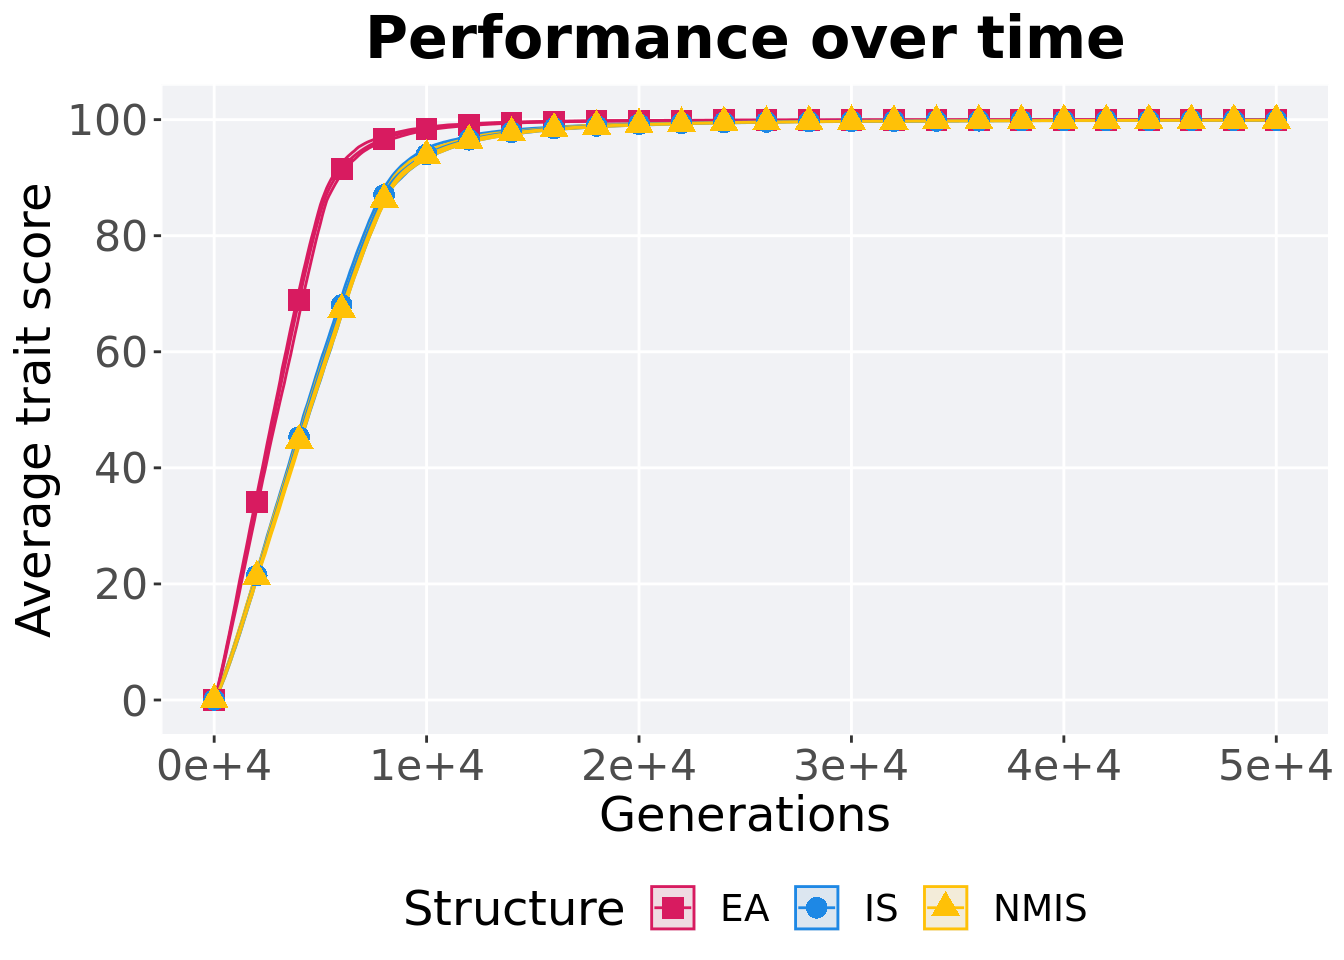 Performance over time
Average trait score
100
80
60
40
20
0
0e+4 1e+4 2e+4 3e+4 4e+4 5e+4
Generations
Structure EA IS NMIS